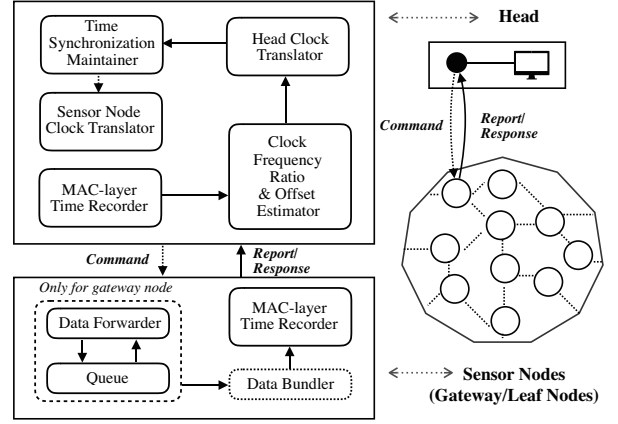 Time
Synchronization
Maintainer
Head Clock
Translator
Sensor Node
Clock Translator
Clock
Frequency
Ratio
& Offset
Estimator
MAC-layer
Time Recorder
Command
Report/
Response
Only for gateway node
Data Forwarder
Queue
MAC-layer
Time Recorder
Data Bundler
Head
Command
Report/
Response
Sensor Nodes
(Gateway/Leaf Nodes)